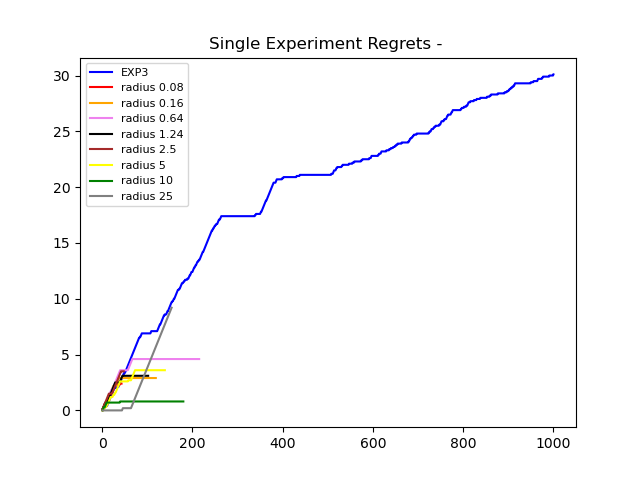 Single Experiment Regrets -
EXP3
radius 0.08
radius 0.16
radius 0.64
radius 1.24
radius 2.5
radius 5
radius 10
radius 25
30
25
20
15
10
5
0
0 200 400 600 800 1000